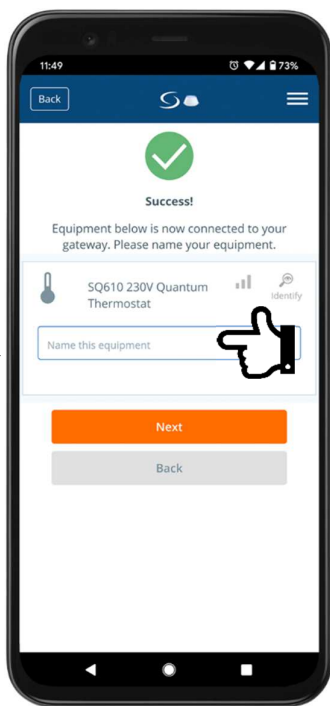 11:49
73%
Back
Success!
Equipment below is now connected to your
gateway. Please name your equipment.
SQ610 230V Quantum
Thermostat
Identify
Name this equipment
Next
Back